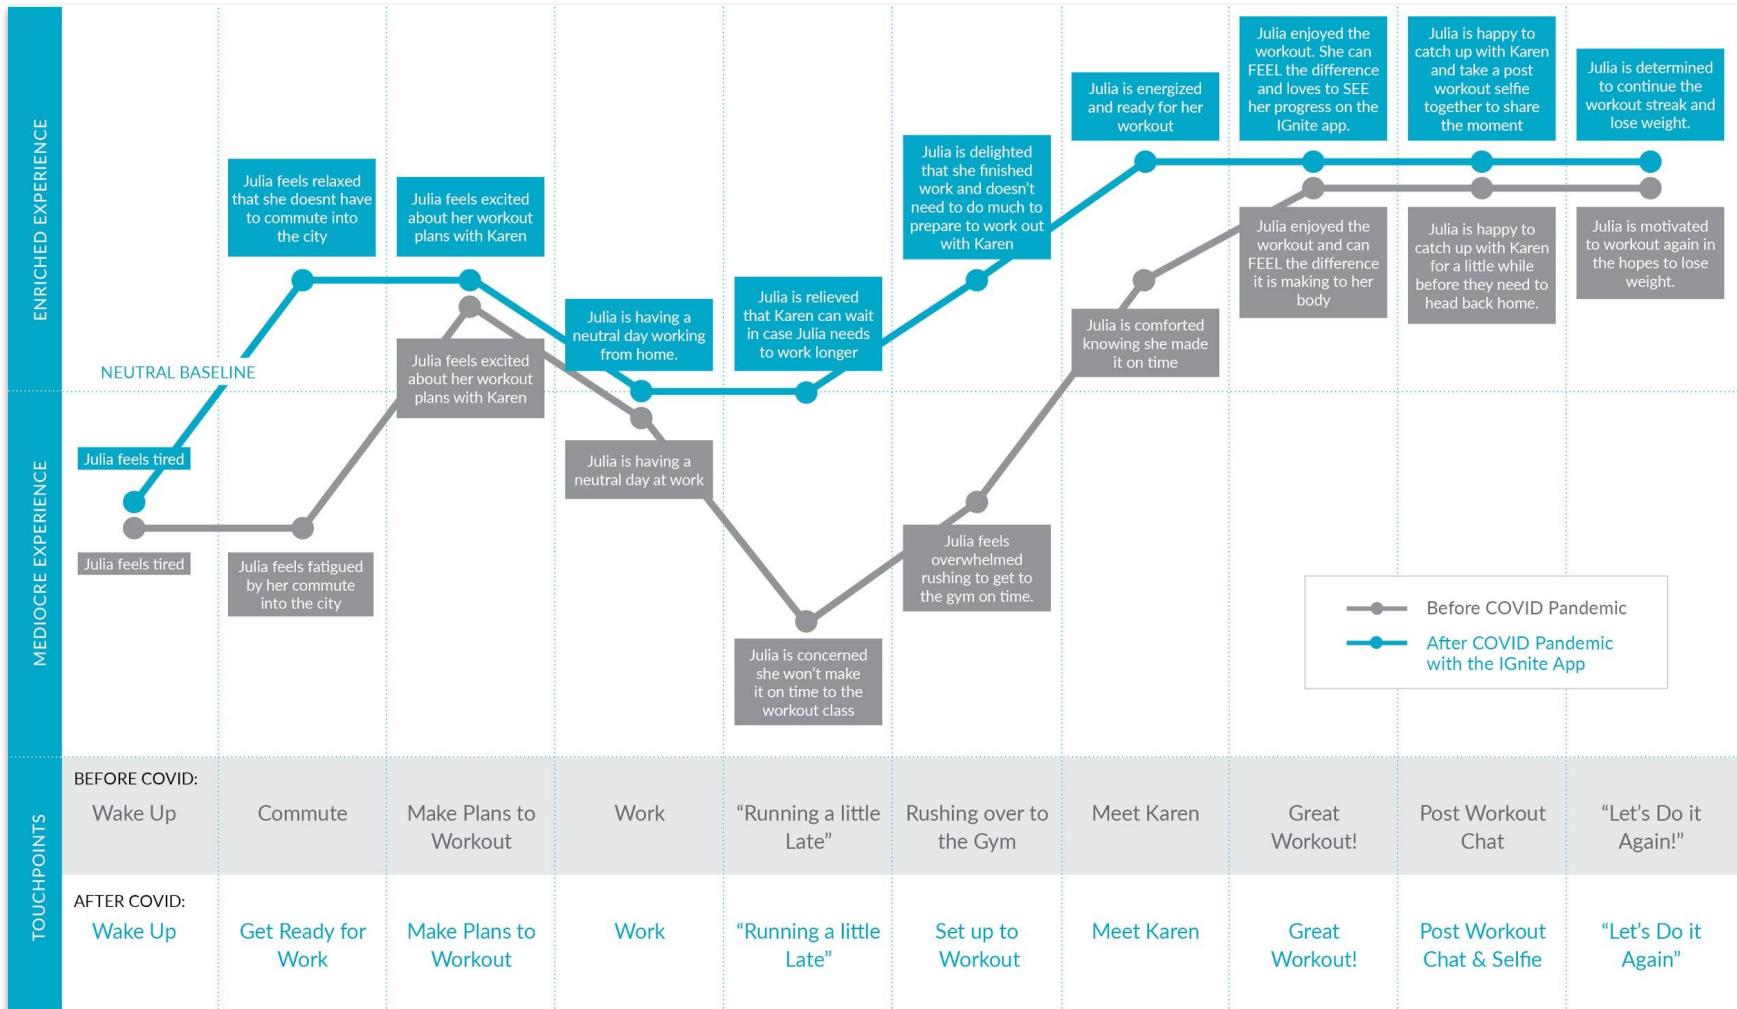 ENRICHED EXPERIENCE
MEDIOCRE EXPERIENCE
TOUCHPOINTS
NEUTRAL BASELINE
Julia feels tired
Julia feels relaxed
that she doesnt have
to commute into
the city
Julia feels excited
about her workout
plans with Karen
Julia is having a
neutral day working
from home.
Julia is relieved
that Karen can wait
in case Julia needs
to work longer
Julia is delighted
that she finished
work and doesn't
need to do much to
prepare to work out
with Karen
Julia is energized
and ready for her
workout
Julia enjoyed the
workout. She can
FEEL the difference
and loves to SEE
her progress on the
IGnite app.
Julia is happy to
catch up with Karen
and take a post
workout selfie
together to share
the moment
Julia is determined
to continue the
workout streak and
lose weight.
Julia feels tired
Julia feels fatigued
by her commute
into the city
Julia feels excited
about her workout
plans with Karen
Julia is having a
neutral day at work
Julia is concerned
she won't make
it on time to the
workout class
Julia feels
overwhelmed
rushing to get to
the gym on time.
Julia is comforted
knowing she made
it on time
Julia enjoyed the
workout and can
FEEL the difference
it is making to her
body
Julia is happy to
catch up with Karen
for a little while
before they need to
head back home.
Julia is motivated
to workout again in
the hopes to lose
weight.
Before COVID Pandemic
After COVID Pandemic
with the IGnite App
BEFORE COVID:
Wake Up
Commute
Make Plans to
Workout
Work
“Running a little
Late”
Rushing over to
the Gym
Meet Karen
Great
Workout!
Post Workout
Chat
“Let’s Do it
Again!”
AFTER COVID:
Wake Up
Get Ready for
Work
Make Plans to
Workout
Work
“Running a little
Late”
Set up to
Workout
Meet Karen
Great
Workout!
Post Workout
Chat & Selfie
“Let’s Do it
Again”